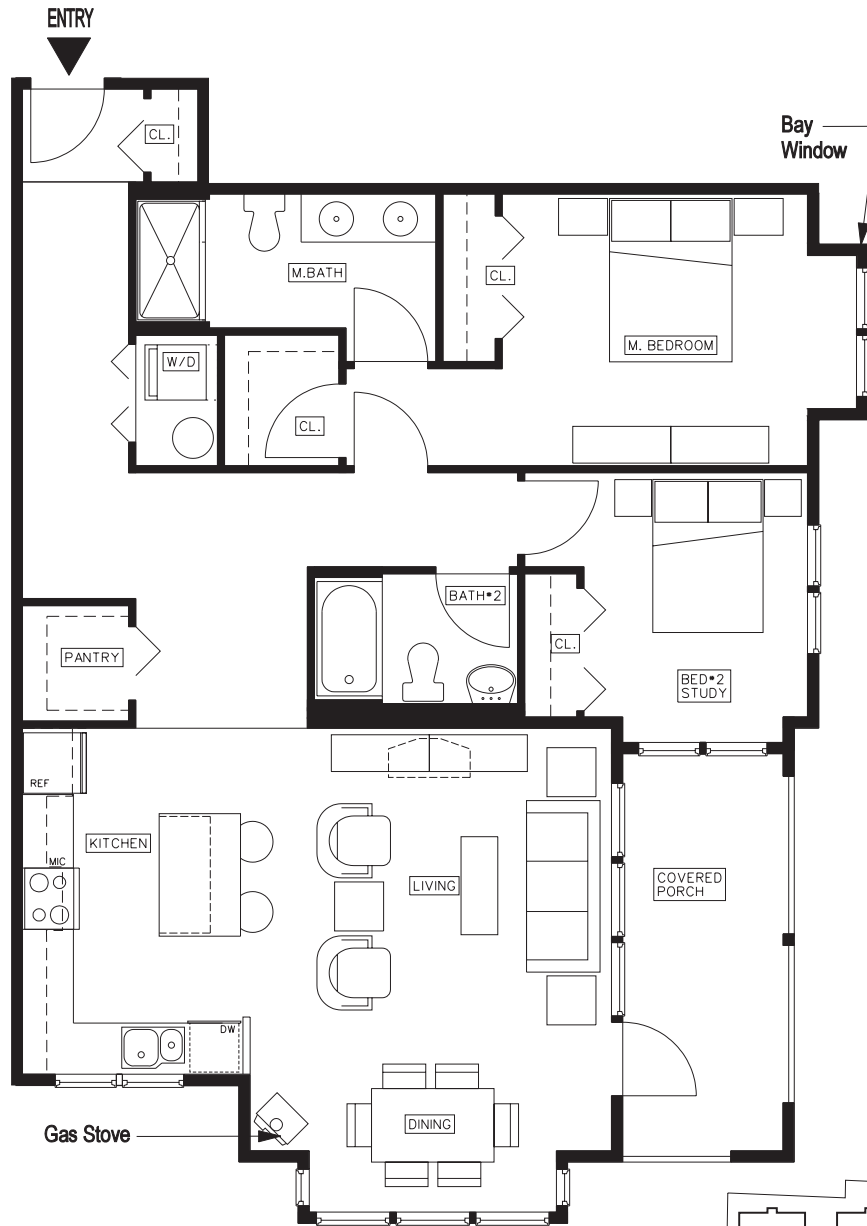 ENTRY
CL.
Bay
Window
M.BATH
CL.
M. BEDROOM
W/D
CL.
BATH•2
PANTRY
CL.
BED•2
STUDY
REF
KITCHEN
MIC
LIVING
COVERED
PORCH
DW
Gas Stove
DINING